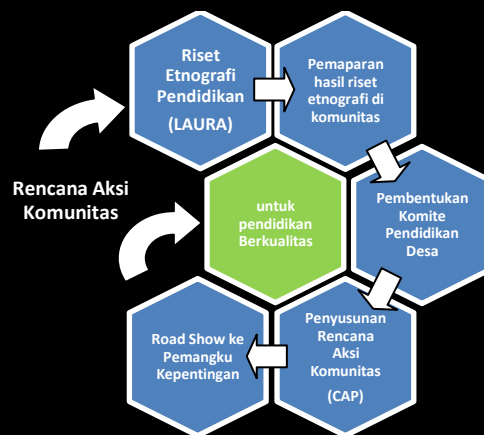 Riset
Etnografi
Pendidikan
(LAURA)
Pemaparan
hasil riset
etnografi di
komunitas
Rencana Aksi
Komunitas
untuk
pendidikan
Berkualitas
Pembentukan
Komite
Pendidikan
Desa
Road Show ke
Pemangku
Kepentingan
Penyusunan
Rencana
Aksi
Komunitas
(CAP)